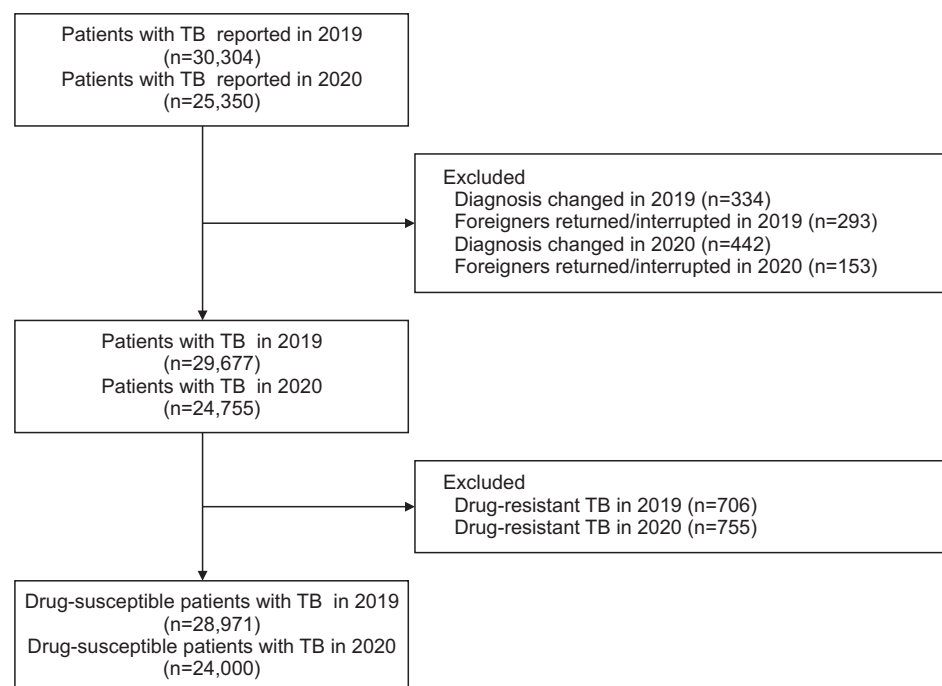 Patients with TB reported in 2019
(n=30,304)
Patients with TB reported in 2020
(n=25,350)
Excluded
Diagnosis changed in 2019 (n=334)
Foreigners returned/interrupted in 2019 (n=293)
Diagnosis changed in 2020 (n=442)
Foreigners returned/interrupted in 2020 (n=153)
Patients with TB in 2019
(n=29,677)
Patients with TB in 2020
(n=24,755)
Excluded
Drug-resistant TB in 2019 (n=706)
Drug-resistant TB in 2020 (n=755)
Drug-susceptible patients with TB in 2019
(n=28,971)
Drug-susceptible patients with TB in 2020
(n=24,000)